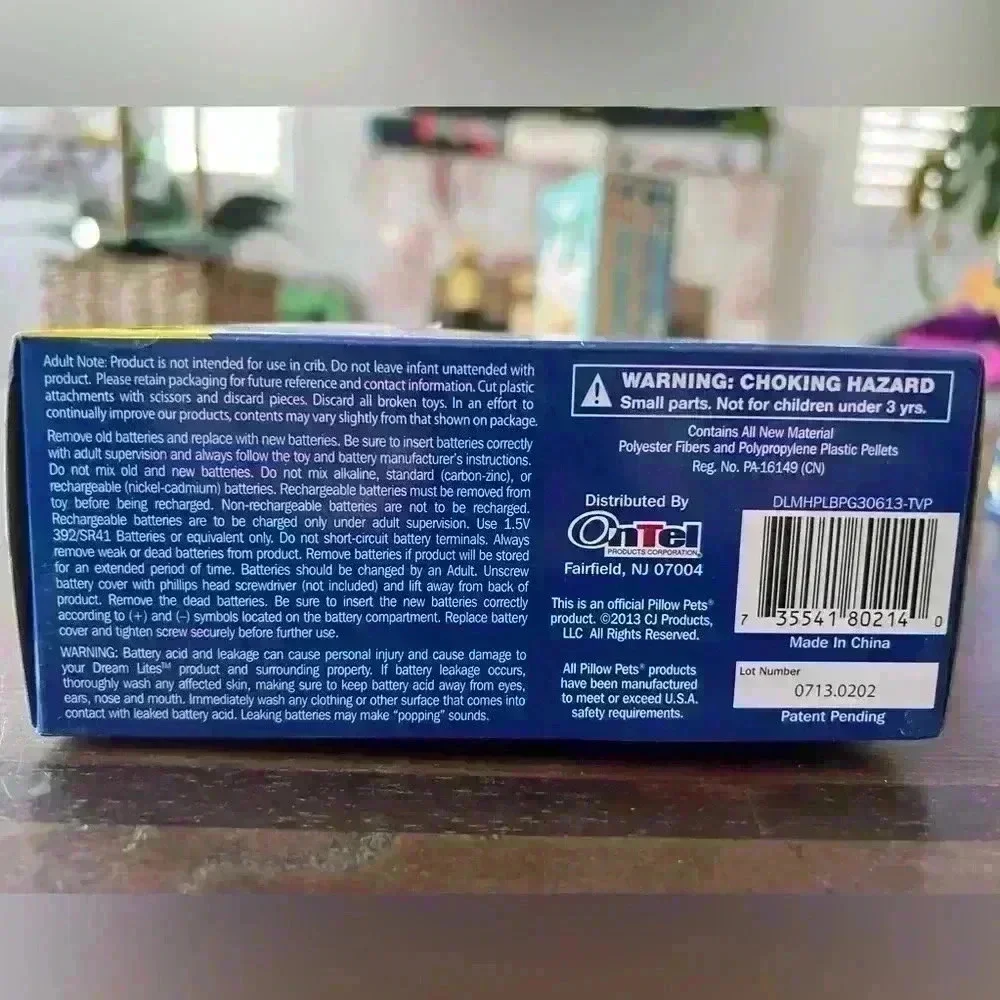 Adult Note: Product is not intended for use in crib. Do not leave infant unattended with
product. Please retain packaging for future reference and contact information. Cut plastic
attachments with scissors and discard pieces. Discard all broken toys. In an effort to
continually improve our products, contents may vary slightly from that shown on package.
Remove old batteries and replace with new batteries. Be sure to insert batteries correctly
with adult supervision and always follow the toy and battery manufacturer's instructions.
Do not mix old and new batteries. Do not mix alkaline, standard (carbon-zinc), or
rechargeable (nickel-cadmium) batteries. Rechargeable batteries must be removed from
toy before being recharged. Non-rechargeable batteries are not to be recharged.
Rechargeable batteries are to be charged only under adult supervision. Use 1.5V
392/SR41 Batteries or equivalent only. Do not short-circuit battery terminals. Always
remove weak or dead batteries from product. Remove batteries if product will be stored
for an extended period of time. Batteries should be changed by an Adult. Unscrew
battery cover with phillips head screwdriver (not included) and lift away from back of
product. Remove the dead batteries. Be sure to insert the new batteries correctly
according to (+) and (–) symbols located on the battery compartment. Replace battery
cover and tighten screw securely before further use.
WARNING: Battery acid and leakage can cause personal injury and cause damage to
your Dream Lites™ product and surrounding property. If battery leakage occurs,
thoroughly wash any affected skin, making sure to keep battery acid away from eyes,
ears, nose and mouth. Immediately wash any clothing or other surface that comes into
contact with leaked battery acid. Leaking batteries may make "popping" sounds.
WARNING: CHOKING HAZARD
Small parts. Not for children under 3 yrs.
Contains All New Material
Polyester Fibers and Polypropylene Plastic Pellets
Reg. No. PA-16149 (CN)
Distributed By
OnTel
PRODUCTS CORPORATION®
Fairfield, NJ 07004
This is an official Pillow Pets®
product. ©2013 CJ Products,
LLC All Rights Reserved.
All Pillow Pets® products
have been manufactured
to meet or exceed U.S.A.
safety requirements.
DLMHPLBPG30613-TVP
7 35541 80214 0
Made In China
Lot Number
0713.0202
Patent Pending